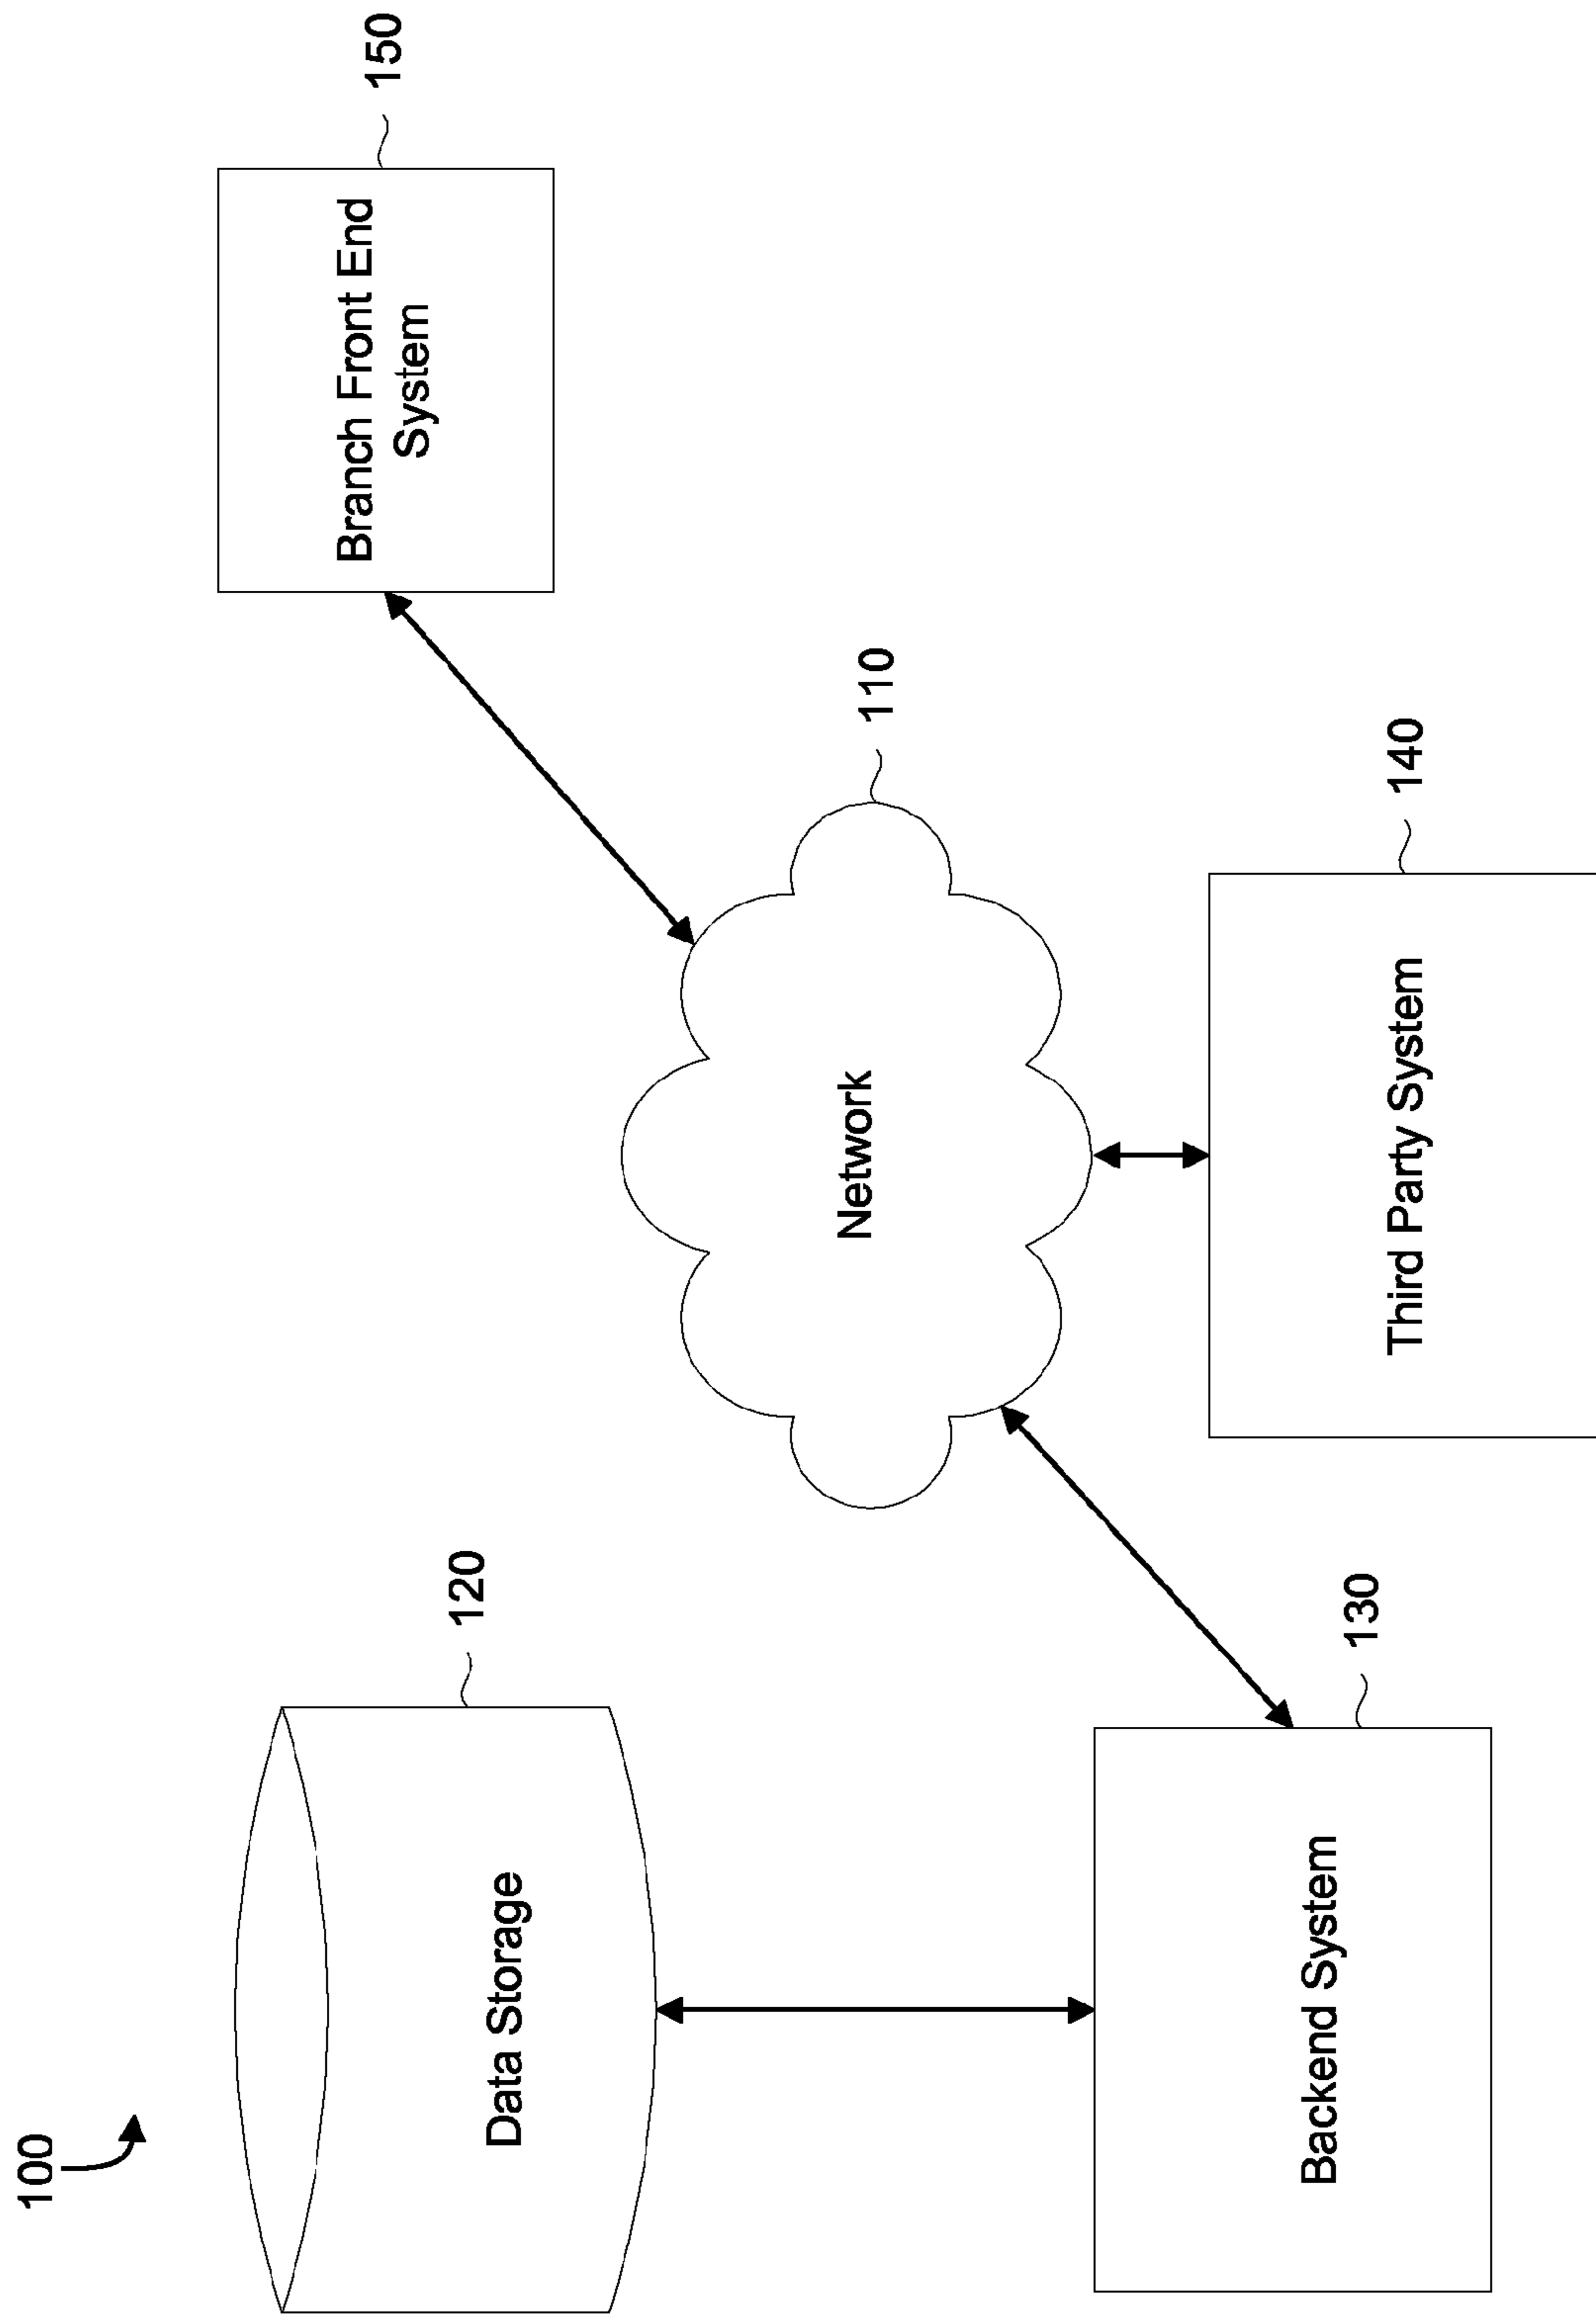 100
Data Storage
120
Branch Front End
System
150
Network
110
Backend System
130
Third Party System
140